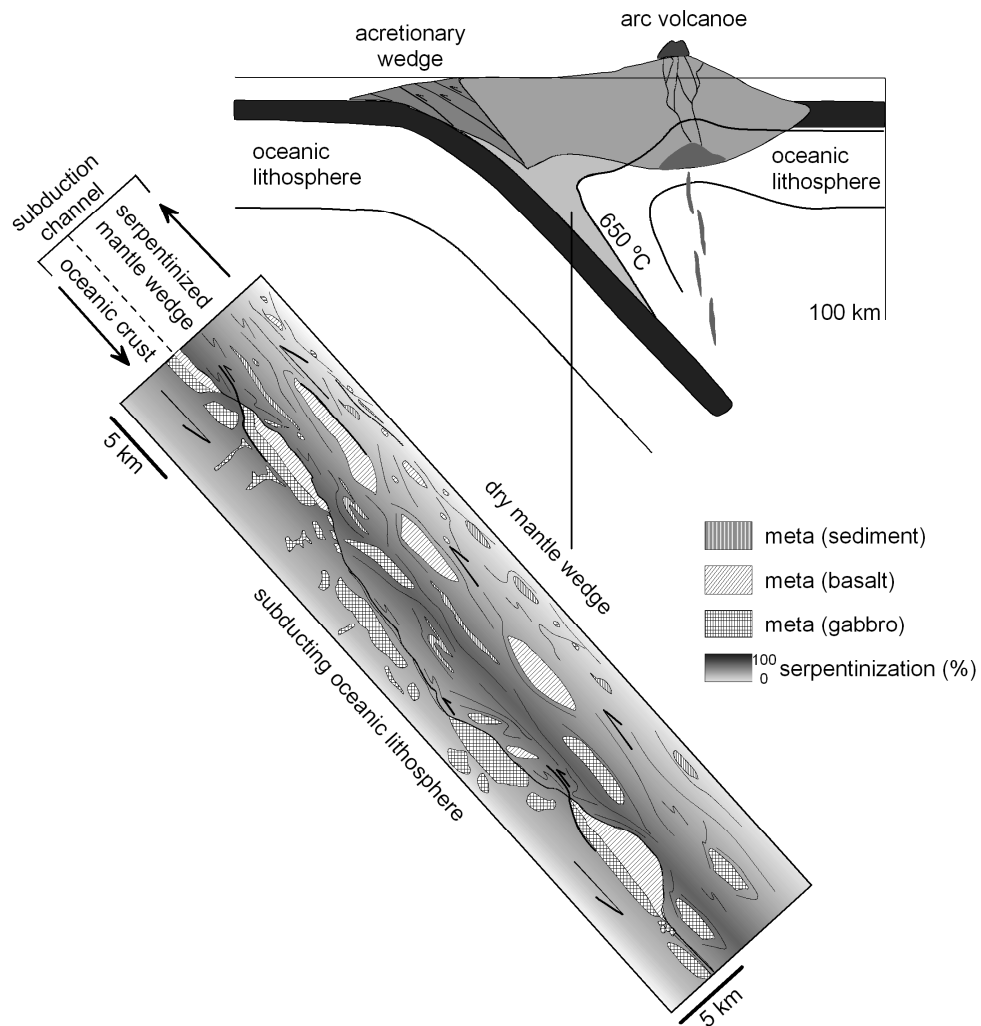 arc volcanoe
acretionary
wedge
oceanic
lithosphere
oceanic
lithosphere
650 ºC
100 km
subduction
channel
serpentinized
mantle wedge
oceanic crust
5 km
dry mantle wedge
subducting oceanic lithosphere
meta (sediment)
meta (basalt)
meta (gabbro)
100
0
serpentinization (%)
5 km